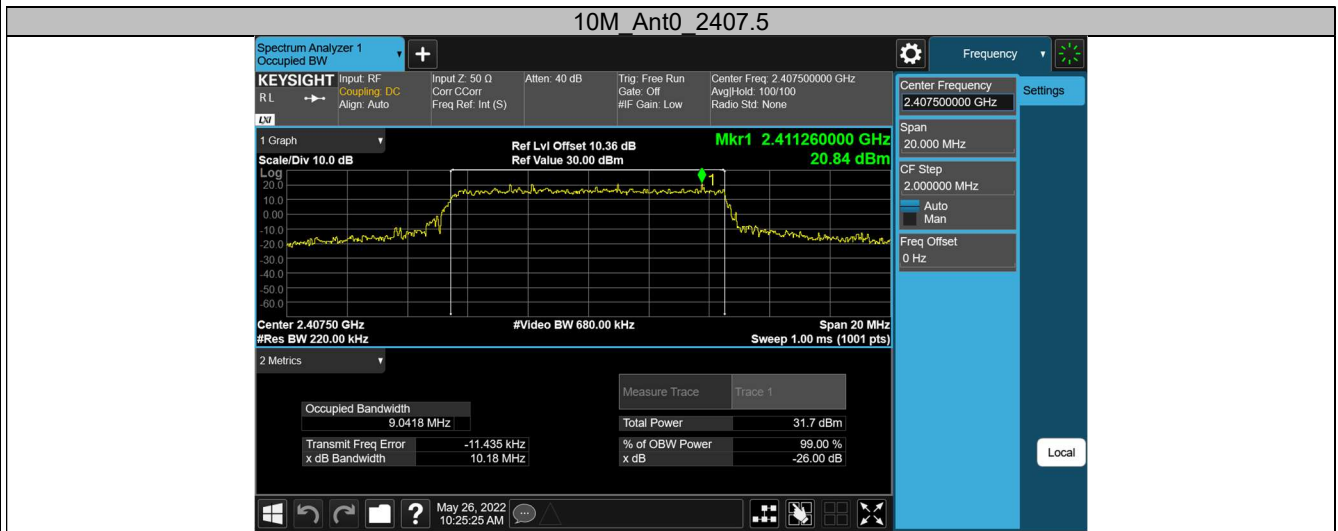 10M_Ant0_2407.5
Spectrum Analyzer 1
Occupied BW
+
Frequency
KEYSIGHT
R L
LXI
Input: RF
Coupling: DC
Align: Auto
Input Z: 50 Ω
Corr CCorr
Freq Ref: Int (S)
Atten: 40 dB
Trig: Free Run
Gate: Off
#IF Gain: Low
Center Freq: 2.407500000 GHz
Avg|Hold: 100/100
Radio Std: None
Center Frequency
2.407500000 GHz
Settings
Span
20.000 MHz
CF Step
2.000000 MHz
Auto
Man
Freq Offset
0 Hz
1 Graph
Scale/Div 10.0 dB
Log
Ref Lvl Offset 10.36 dB
Ref Value 30.00 dBm
Mkr1 2.411260000 GHz
20.84 dBm
1
20.0
10.0
0.00
-10.0
-20.0
-30.0
-40.0
-50.0
-60.0
Center 2.40750 GHz
#Res BW 220.00 kHz
#Video BW 680.00 kHz
Span 20 MHz
Sweep 1.00 ms (1001 pts)
2 Metrics
Measure Trace Trace 1
Occupied Bandwidth
9.0418 MHz
Total Power 31.7 dBm
Transmit Freq Error -11.435 kHz
% of OBW Power 99.00 %
x dB Bandwidth 10.18 MHz
x dB -26.00 dB
Local
?
May 26, 2022
10:25:25 AM